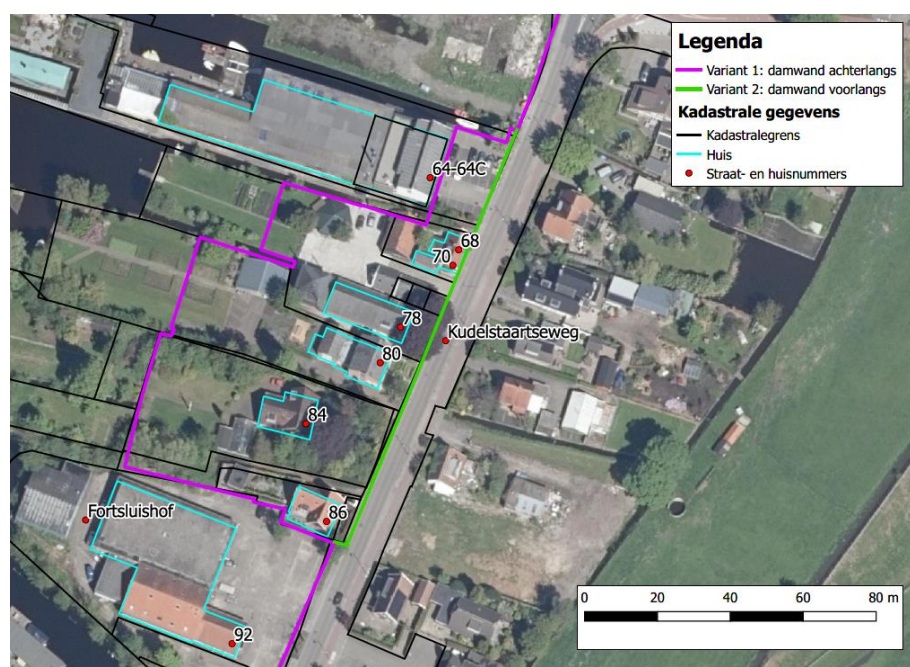 Legenda
Variant 1: damwand achterlangs
Variant 2: damwand voorlangs
Kadastrale gegevens
Kadastralegrens
Huis
Straat- en huisnummers
64-64C
68
70
78
Kudelstaartseweg
80
84
86
Fortsluishof
92
0 20 40 60 80 m